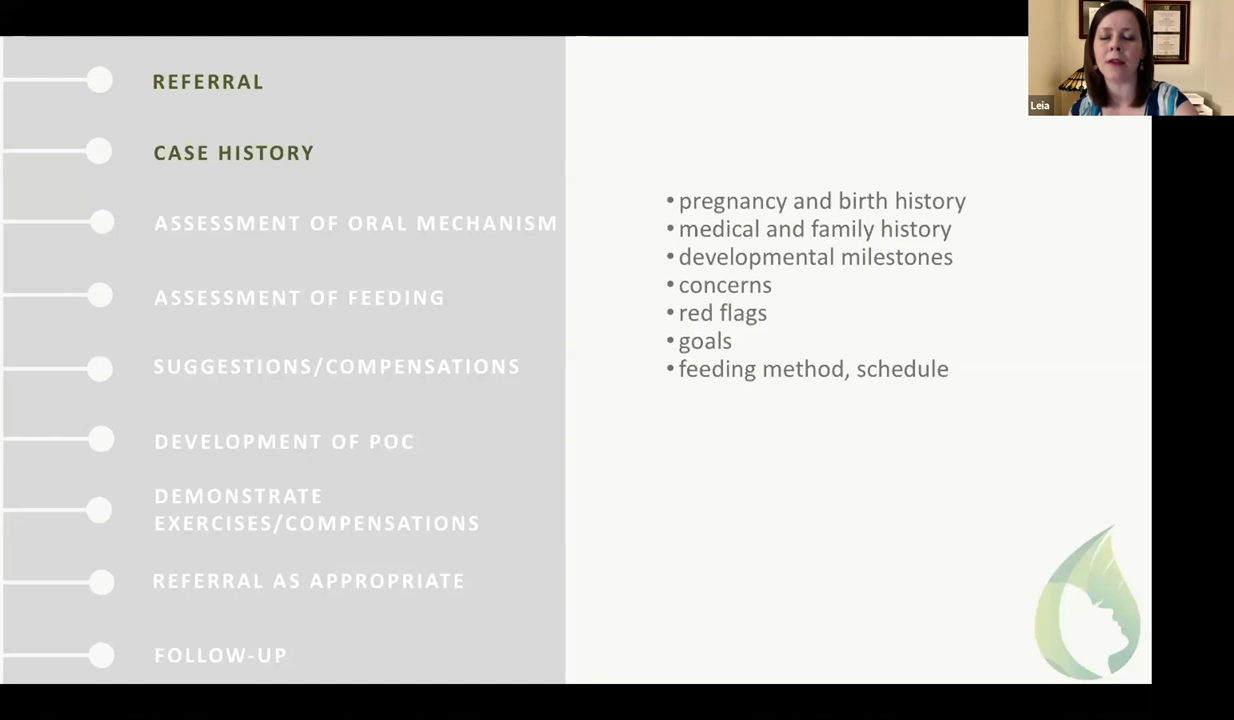 REFERRAL
CASE HISTORY
ASSESSMENT OF ORAL MECHANISM
ASSESSMENT OF FEEDING
SUGGESTIONS/COMPENSATIONS
DEVELOPMENT OF POC
DEMONSTRATE
EXERCISES/COMPENSATIONS
REFERRAL AS APPROPRIATE
FOLLOW-UP
• pregnancy and birth history
• medical and family history
• developmental milestones
• concerns
• red flags
• goals
• feeding method, schedule
Leia